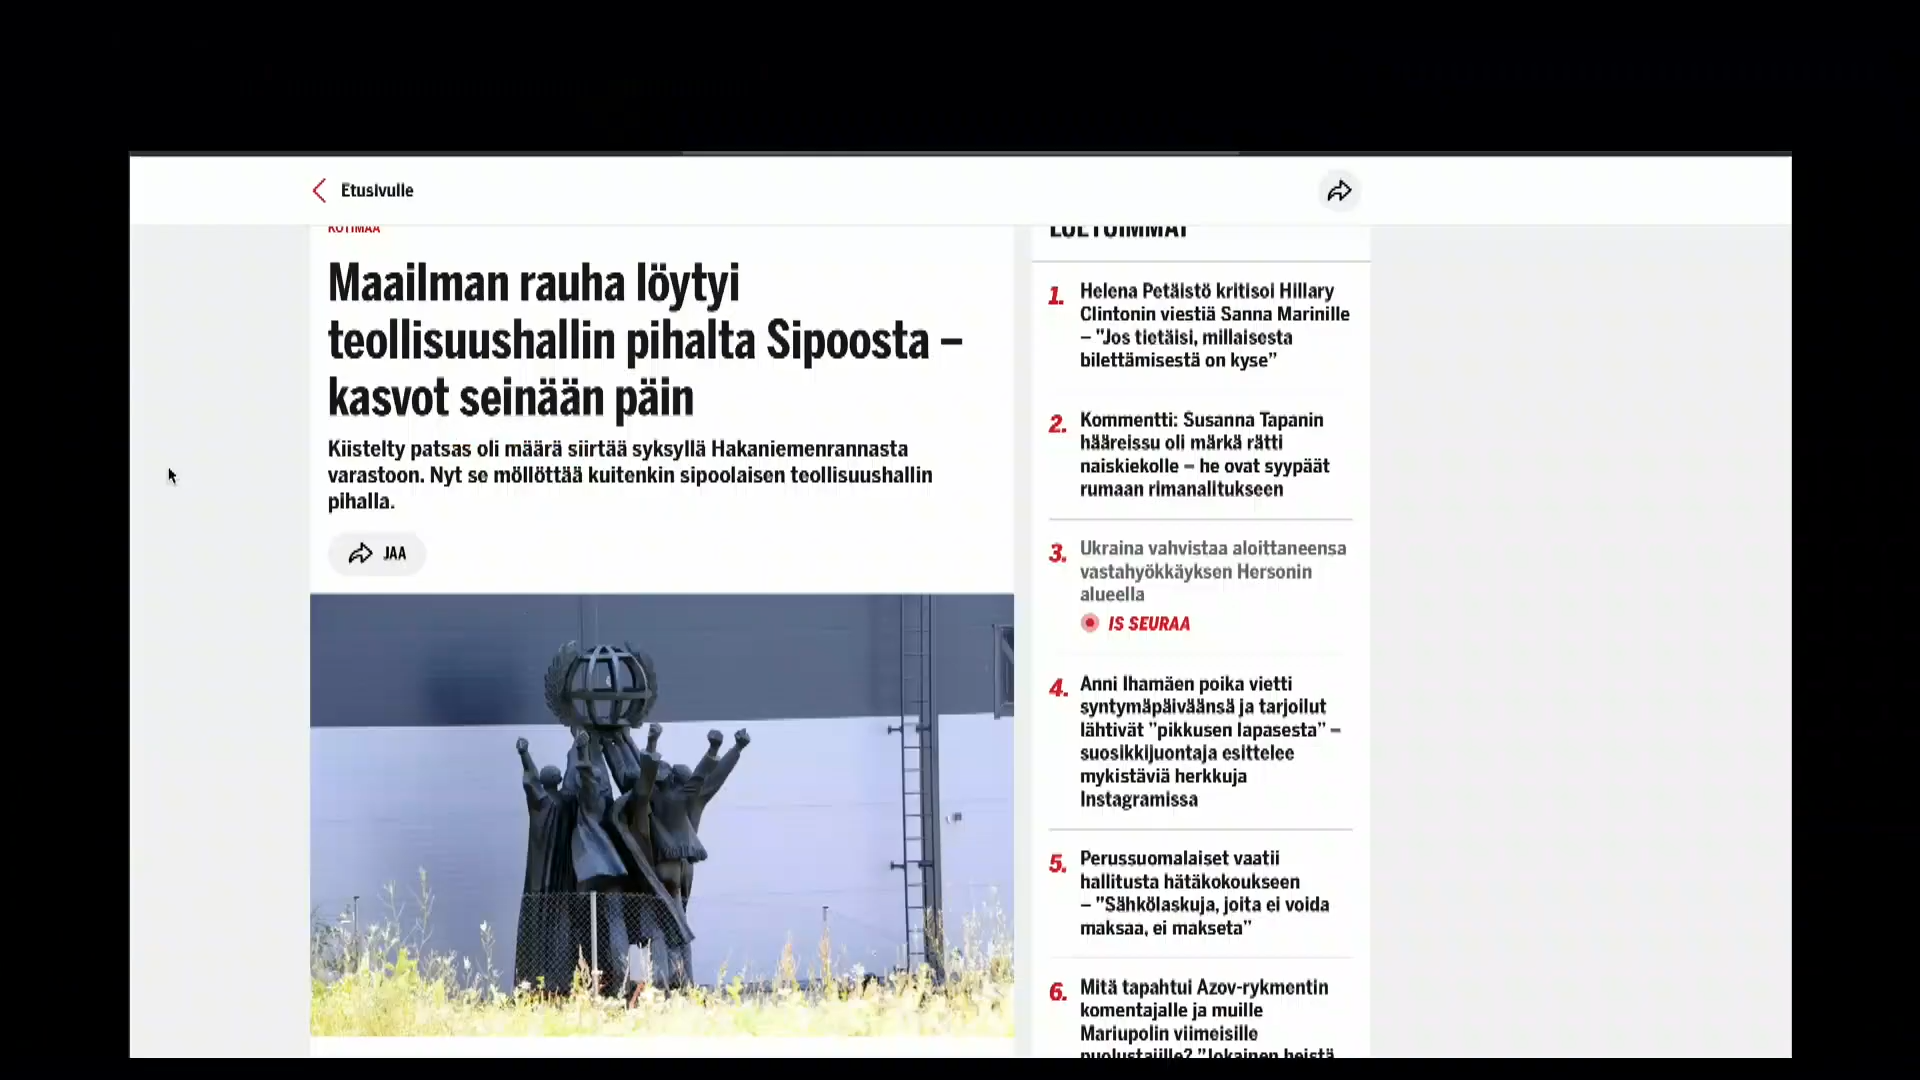 Etusivulle
KOTIMAA
Maailman rauha löytyi
teollisuushallin pihalta Sipoosta –
kasvot seinään päin
Kiistelty patsas oli määrä siirtää syksyllä Hakaniemenrannasta
varastoon. Nyt se möllöttää kuitenkin sipoolaisen teollisuushallin
pihalla.
JAA
LUETUIMMAT
1. Helena Petäistö kritisoi Hillary
Clintonin viestiä Sanna Marinille
– ”Jos tietäisi, millaisesta
bilettämisestä on kyse”
2. Kommentti: Susanna Tapanin
hääreissu oli märkä rätti
naiskiekolle – he ovat syypäät
rumaan rimanalitukseen
3. Ukraina vahvistaa aloittaneensa
vastahyökkäyksen Hersonin
alueella
IS SEURAA
4. Anni Ihamäen poika vietti
syntymäpäiväänsä ja tarjoilut
lähtivät ”pikkusen lapasesta” –
suosikkijuontaja esittelee
mykistäviä herkkuja
Instagramissa
5. Perussuomalaiset vaatii
hallitusta hätäkokoukseen
– ”Sähkölaskuja, joita ei voida
maksaa, ei makseta”
6. Mitä tapahtui Azov-rykmentin
komentajalle ja muille
Mariupolin viimeisille
puolustajille? ”Jokainen heistä